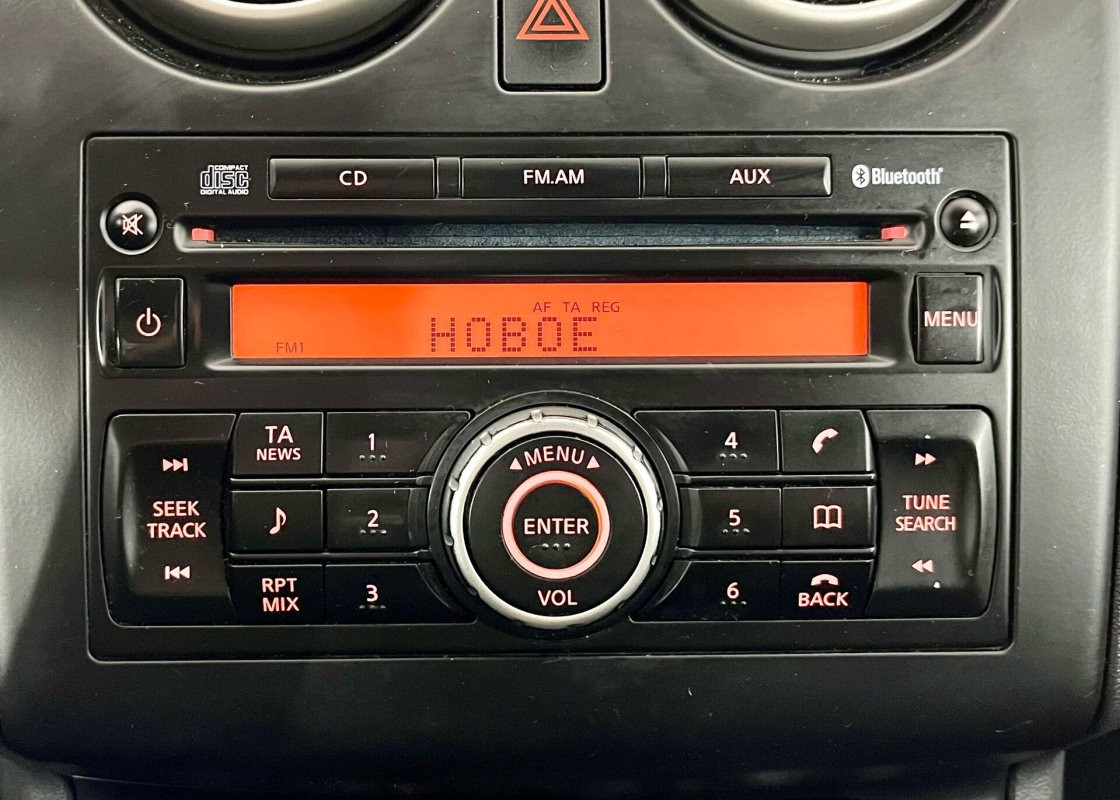 COMPACT
disc
DIGITAL AUDIO
CD
FM.AM
AUX
Bluetooth
AF TA REG
HOBOE
FM1
MENU
SEEK
TRACK
TA
NEWS
RPT
MIX
1
2
3
MENU
ENTER
VOL
4
5
6
BACK
TUNE
SEARCH